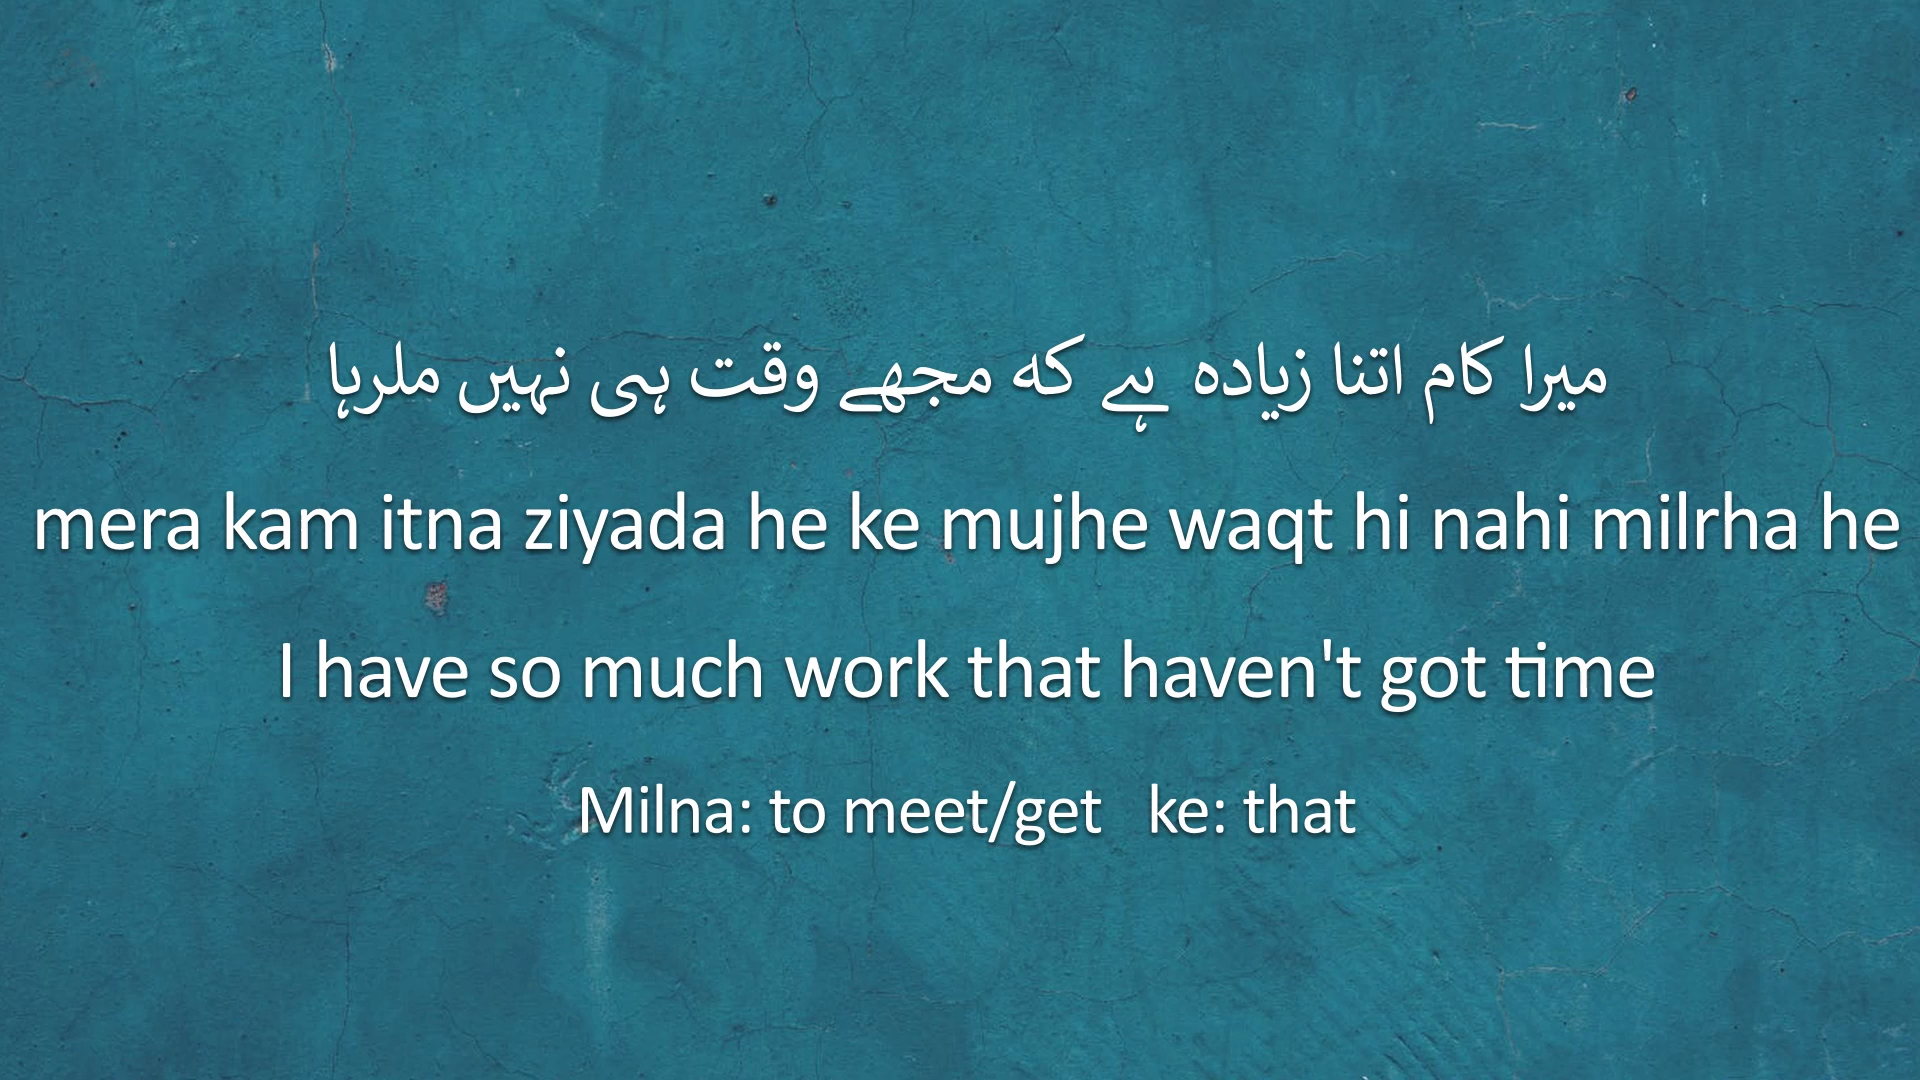 میرا کام اتنا زیادہ ہے کہ مجھے وقت ہی نہیں ملرہا
mera kam itna ziyada he ke mujhe waqt hi nahi milrha he
I have so much work that haven't got time
Milna: to meet/get ke: that